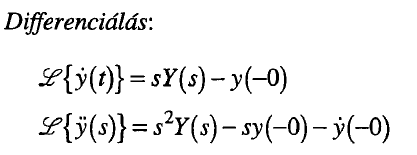 Differenciálás:
ℒ{ẏ(t)} = sY(s) − y(−0)
ℒ{ÿ(s)} = s²Y(s) − sy(−0) − ẏ(−0)